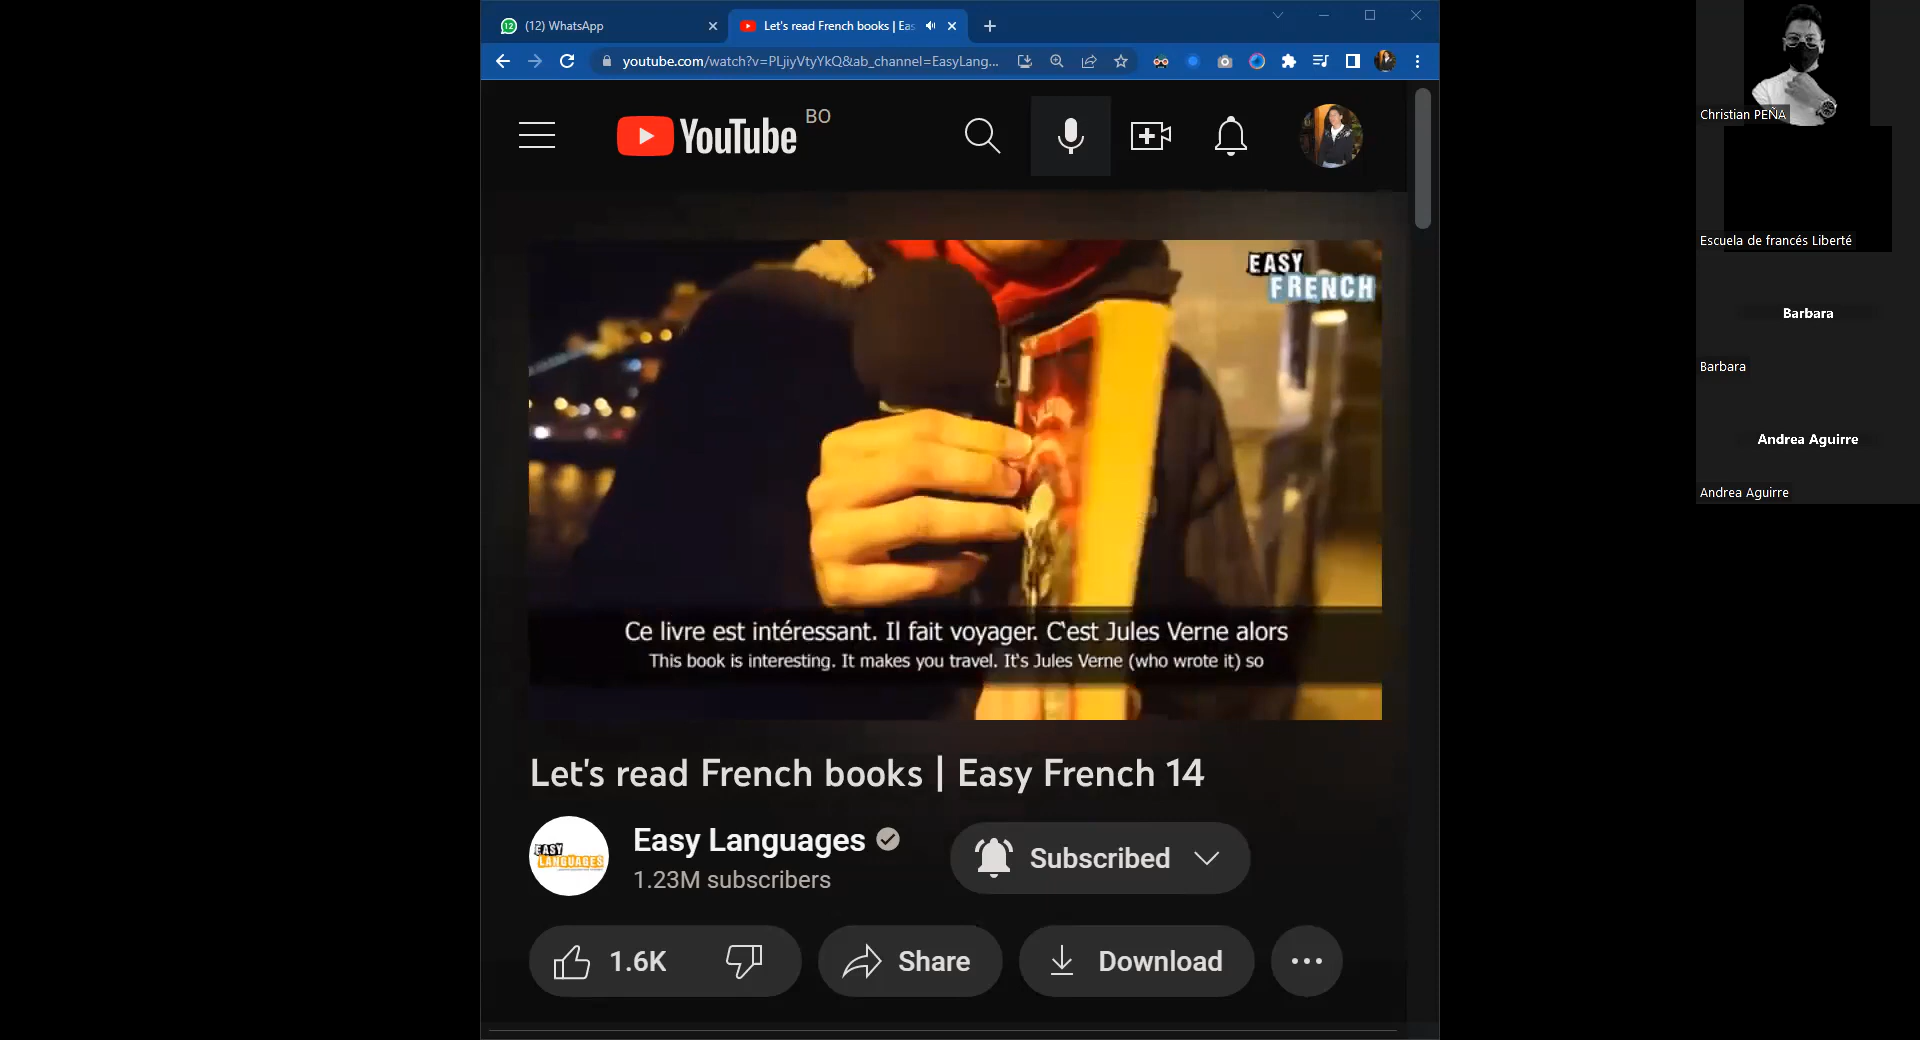 (12) WhatsApp
Let's read French books | Eas
youtube.com/watch?v=PLjiyVtyYkQ&ab_channel=EasyLang...
YouTube BO
EASY
FRENCH
Ce livre est intéressant. Il fait voyager. C'est Jules Verne alors
This book is interesting. It makes you travel. It's Jules Verne (who wrote it) so
Let's read French books | Easy French 14
EASY
LANGUAGES
Easy Languages
1.23M subscribers
Subscribed
1.6K
Share
Download
Christian PEÑA
Escuela de francés Liberté
Barbara
Barbara
Andrea Aguirre
Andrea Aguirre